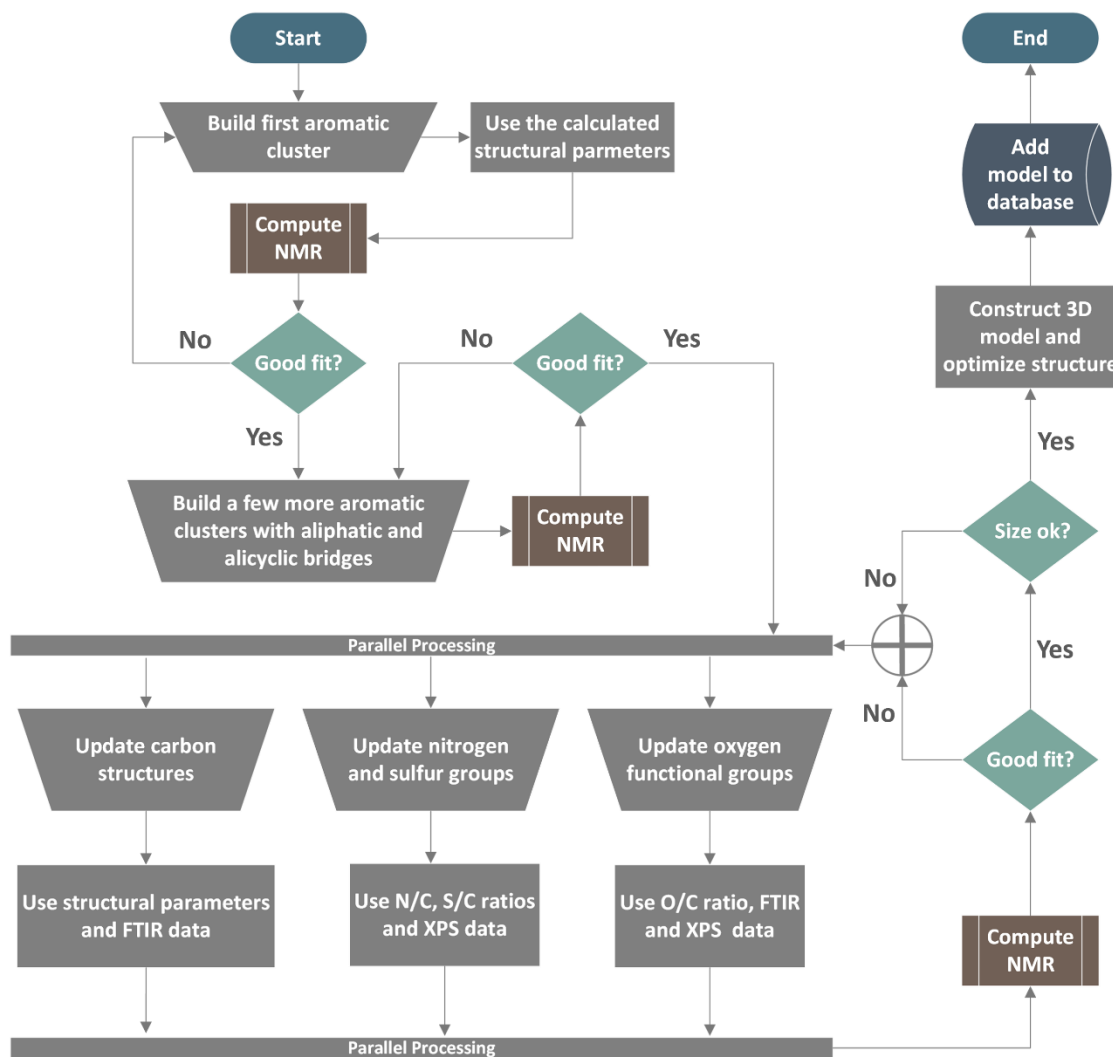 Start
End
Build first aromatic
cluster
Use the calculated
structural parmeters
Add
model to
database
Compute
NMR
Construct 3D
model and
optimize structure
No
Good fit?
Yes
No
Good fit?
Yes
Yes
Build a few more aromatic
clusters with aliphatic and
alicyclic bridges
Compute
NMR
Size ok?
No
Yes
Parallel Processing
No
Good fit?
Update carbon
structures
Update nitrogen
and sulfur groups
Update oxygen
functional groups
Use structural parameters
and FTIR data
Use N/C, S/C ratios
and XPS data
Use O/C ratio, FTIR
and XPS  data
Compute
NMR
Parallel Processing